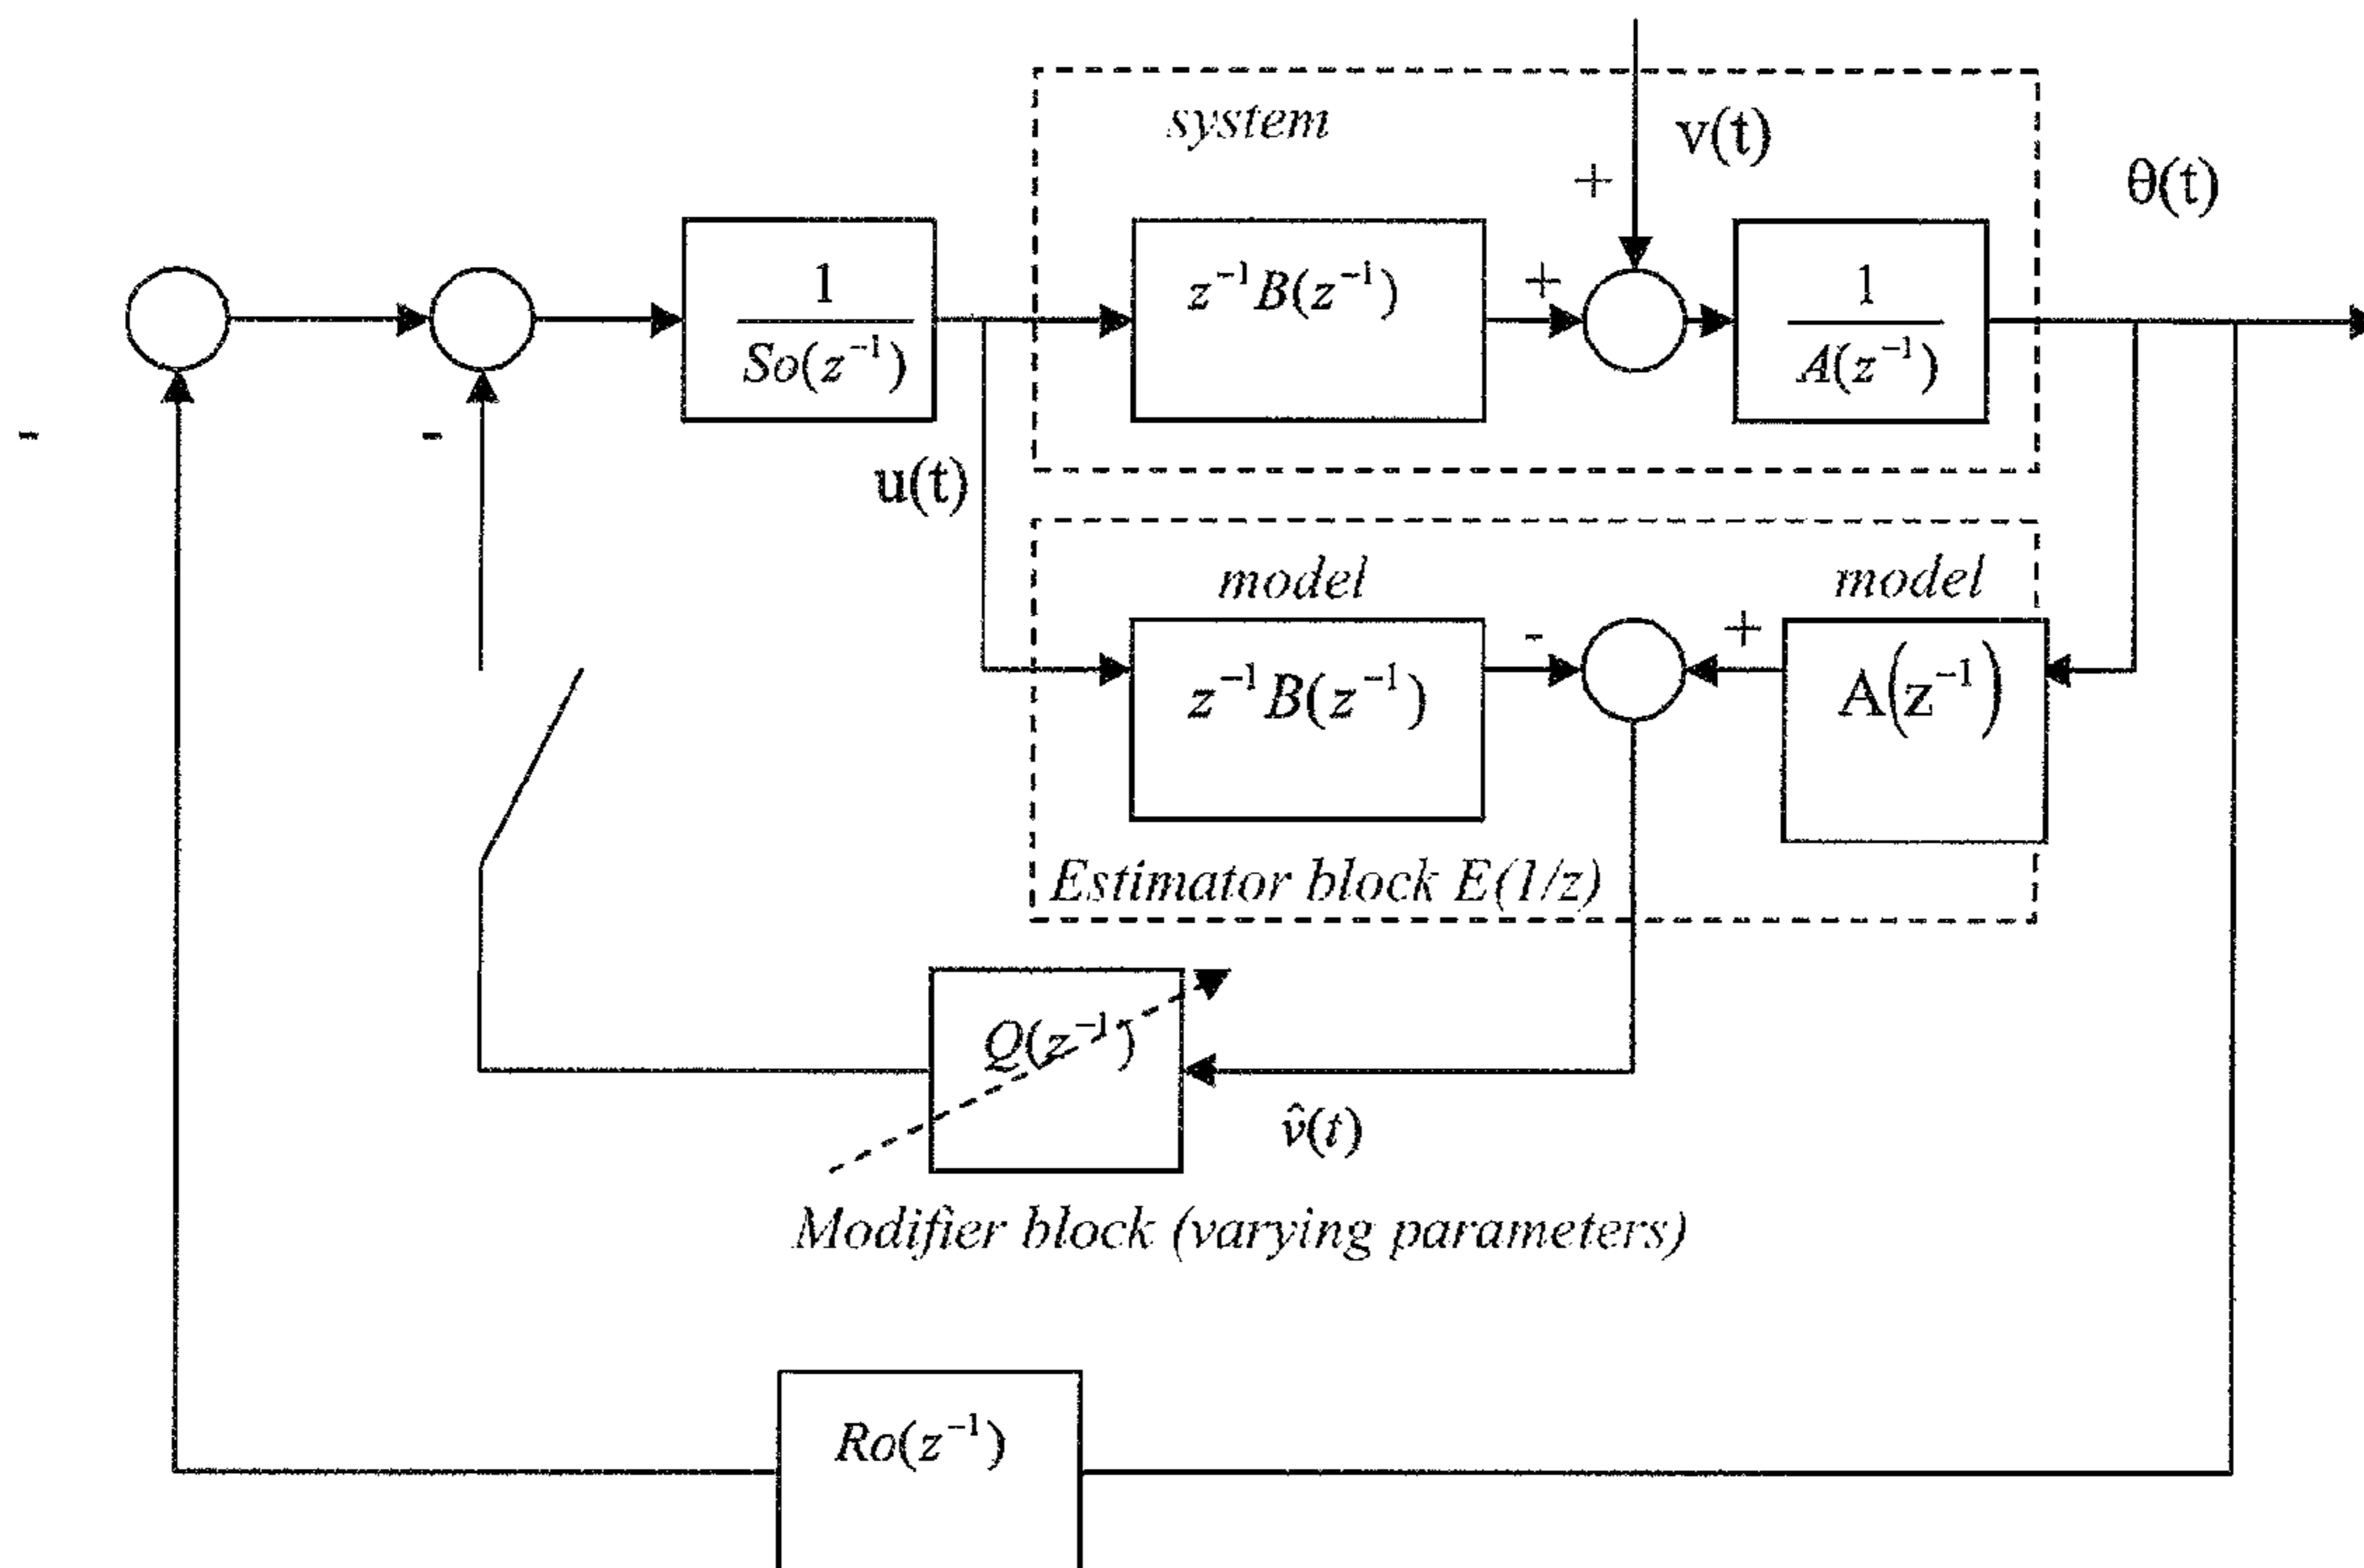 system
v(t)
+
θ(t)
1
So(z⁻¹)
z⁻¹B(z⁻¹)
+
1
A(z⁻¹)
-
-
u(t)
model
model
z⁻¹B(z⁻¹)
-
+
A(z⁻¹)
Estimator block E(1/z)
Q(z⁻¹)
v̂(t)
Modifier block (varying parameters)
Ro(z⁻¹)